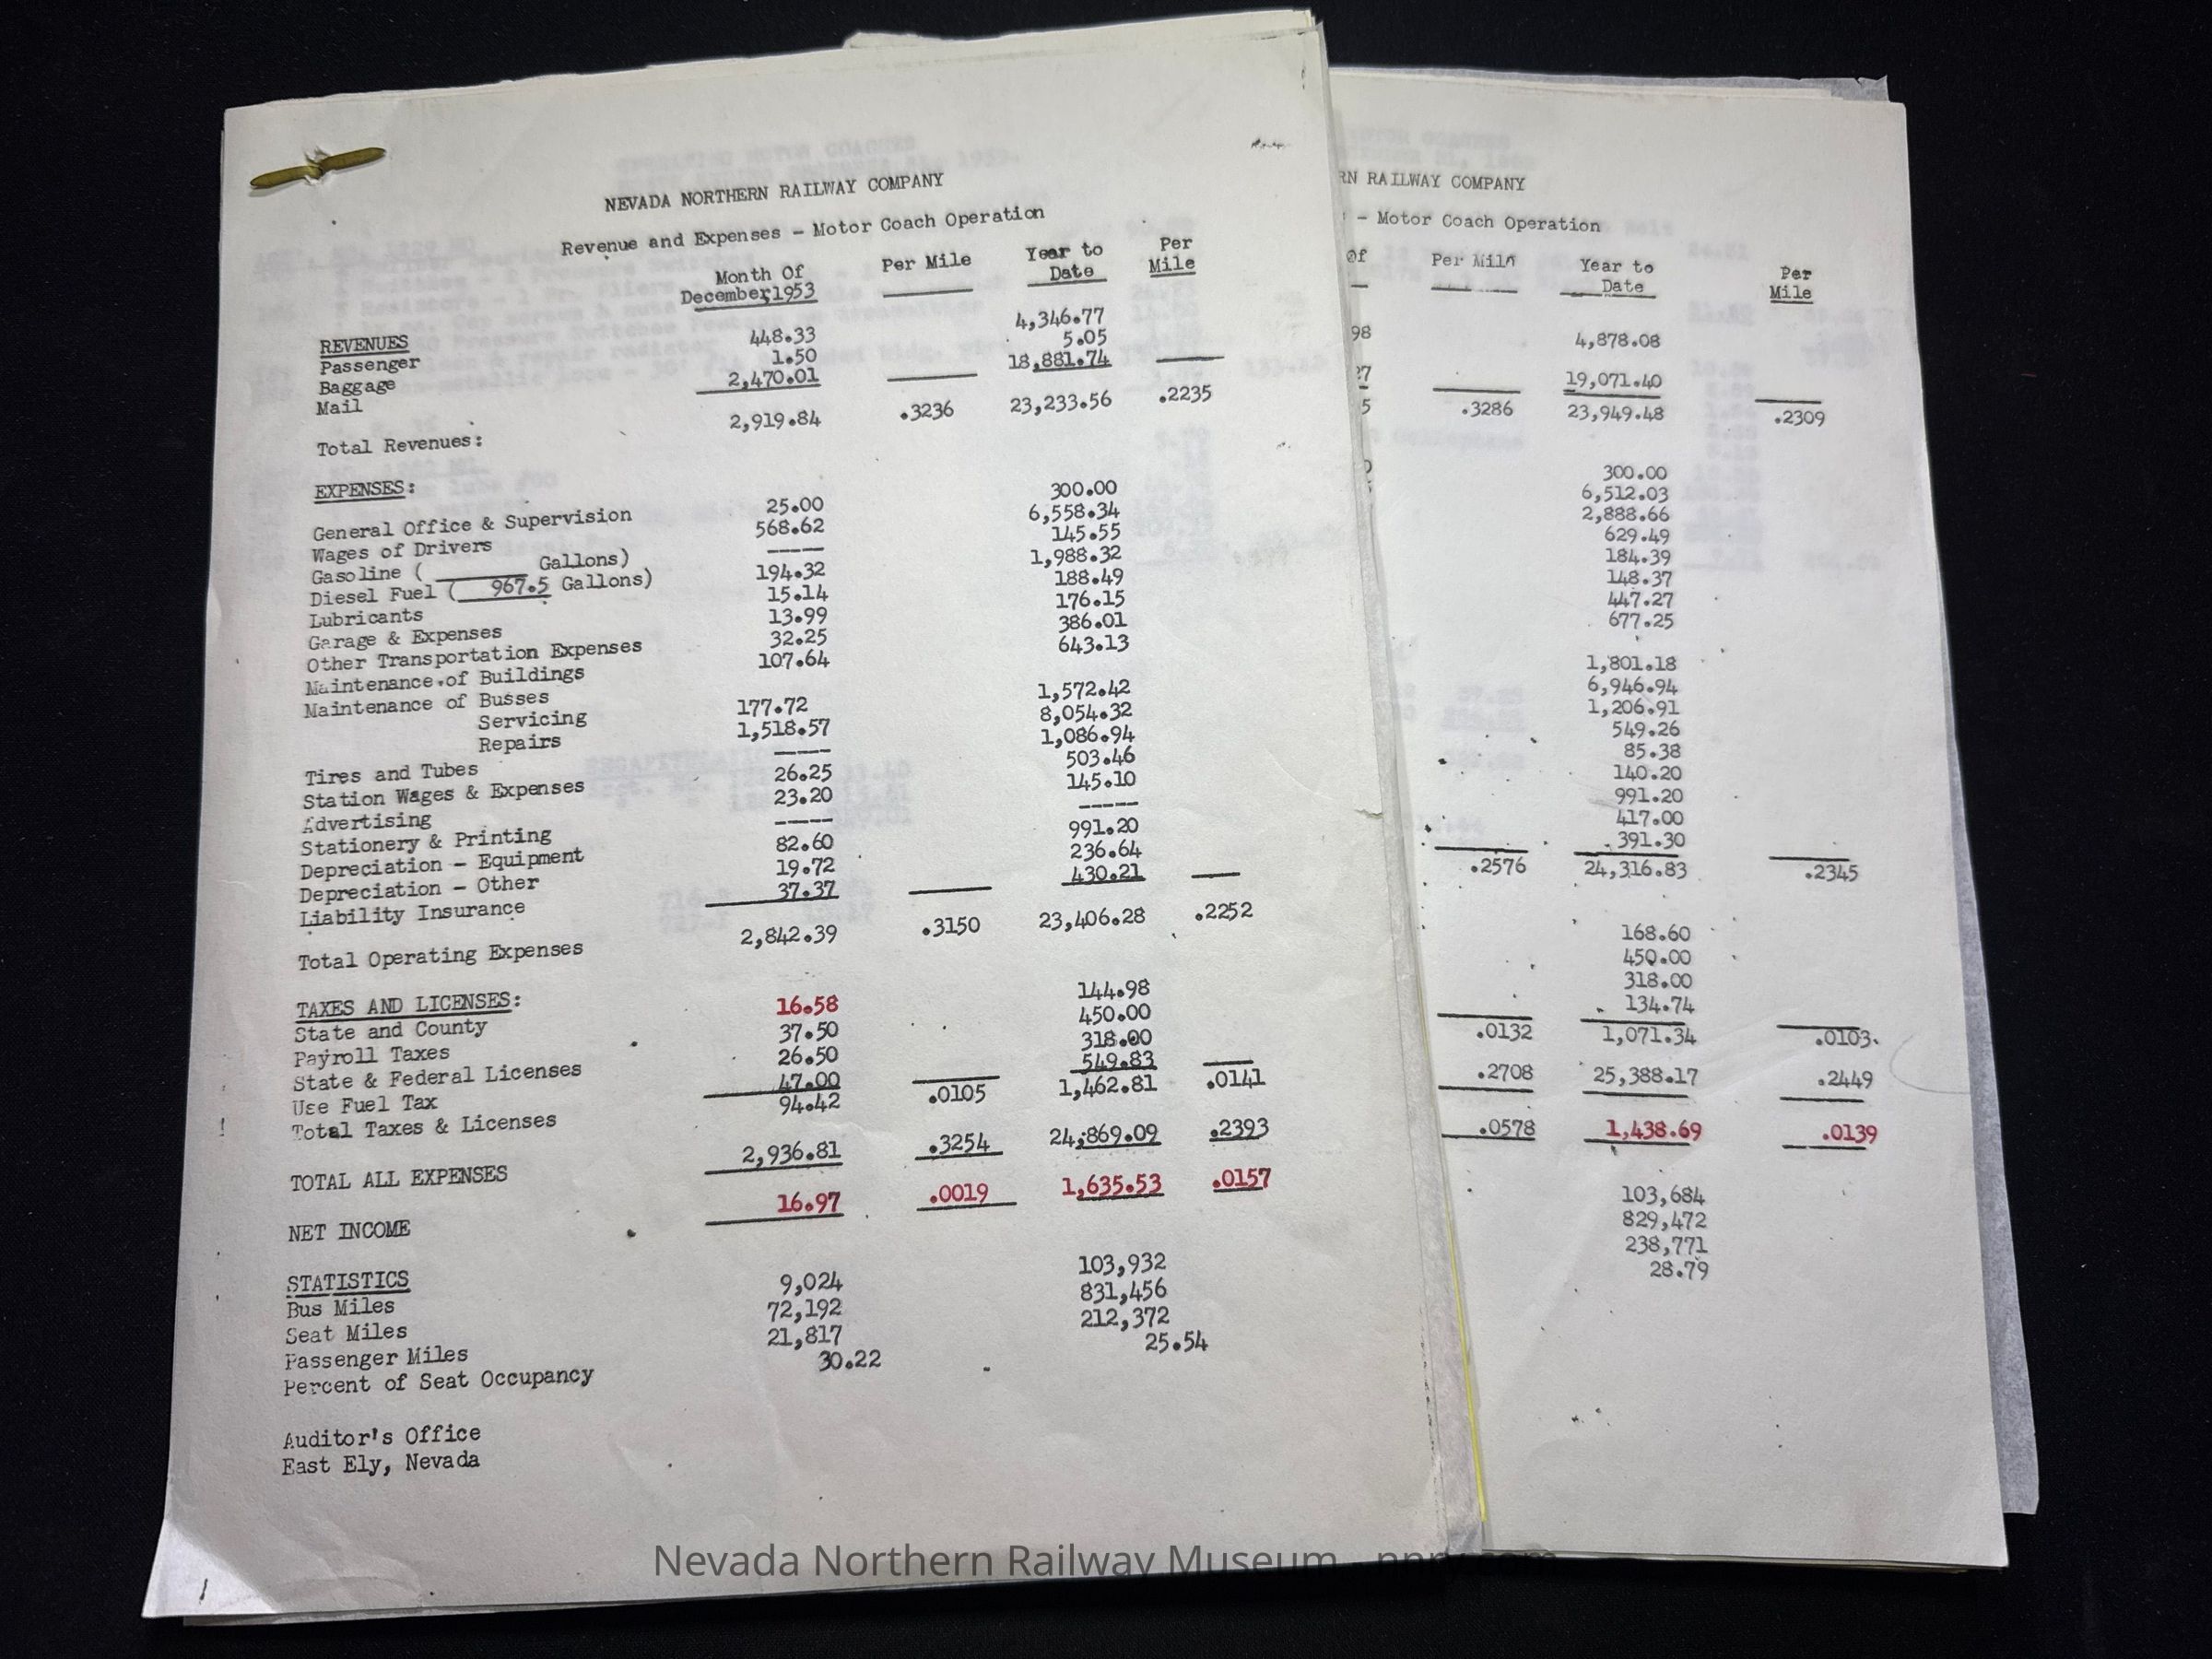 NEVADA NORTHERN RAILWAY COMPANY
Revenue and Expenses - Motor Coach Operation
Month Of December 1953 Per Mile Year to Date Per Mile
REVENUES
Passenger 448.33 4,346.77
Baggage 1.50 5.05
Mail 2,470.01 18,881.74
Total Revenues: 2,919.84 .3236 23,233.56 .2235
EXPENSES:
General Office & Supervision 25.00 300.00
Wages of Drivers 568.62 6,558.34
Gasoline ( Gallons) ----- 145.55
Diesel Fuel ( 967.5 Gallons) 194.32 1,988.32
Lubricants 15.14 188.49
Garage & Expenses 13.99 176.15
Other Transportation Expenses 32.25 386.01
Maintenance of Buildings 107.64 643.13
Maintenance of Busses
Servicing 177.72 1,572.42
Repairs 1,518.57 8,054.32
Tires and Tubes ----- 1,086.94
Station Wages & Expenses 26.25 503.46
Advertising 23.20 145.10
Stationery & Printing ----- -----
Depreciation - Equipment 82.60 991.20
Depreciation - Other 19.72 236.64
Liability Insurance 37.37 430.21
Total Operating Expenses 2,842.39 .3150 23,406.28 .2252
TAXES AND LICENSES:
State and County 16.58 144.98
Payroll Taxes 37.50 450.00
State & Federal Licenses 26.50 318.00
Use Fuel Tax 47.00 549.83
Total Taxes & Licenses 94.42 .0105 1,462.81 .0141
TOTAL ALL EXPENSES 2,936.81 .3254 24,869.09 .2393
NET INCOME 16.97 .0019 1,635.53 .0157
STATISTICS
Bus Miles 9,024 103,932
Seat Miles 72,192 831,456
Passenger Miles 21,817 212,372
Percent of Seat Occupancy 30.22 25.54
Auditor's Office
East Ely, Nevada
RN RAILWAY COMPANY
- Motor Coach Operation
Of Per Mile Year to Date Per Mile
98 4,878.08
27 19,071.40
5 .3286 23,949.48 .2309
300.00
6,512.03
2,888.66
629.49
184.39
148.37
447.27
677.25
1,801.18
6,946.94
1,206.91
549.26
85.38
140.20
991.20
417.00
391.30
.2576 24,316.83 .2345
168.60
450.00
318.00
134.74
.0132 1,071.34 .0103
.2708 25,388.17 .2449
.0578 1,438.69 .0139
103,684
829,472
238,771
28.79
Nevada Northern Railway Museum - nnry.com